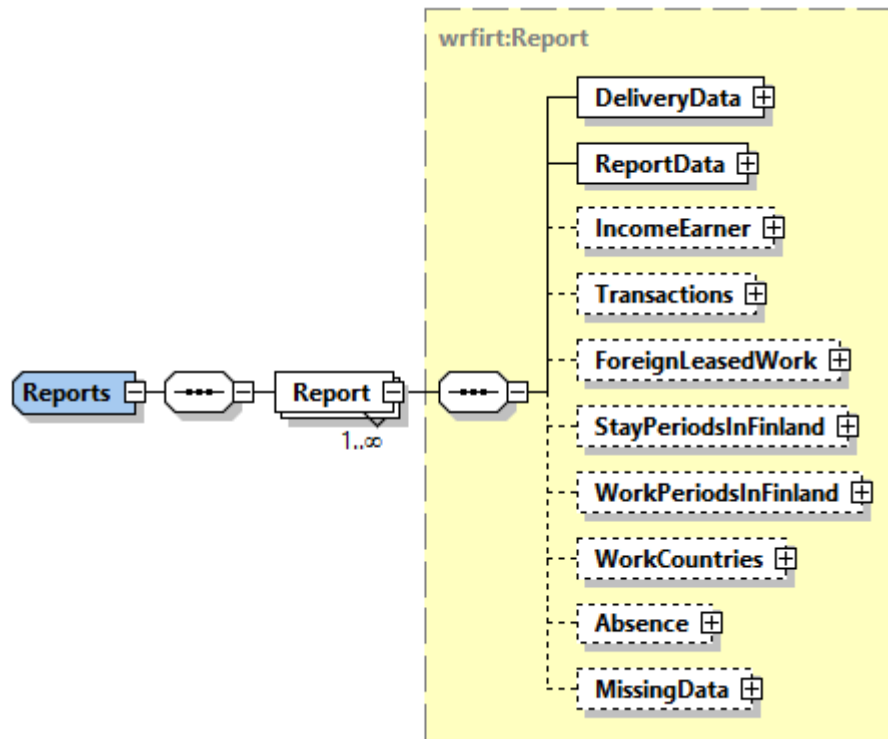 wrfirt:Report
DeliveryData
ReportData
IncomeEarner
Transactions
ForeignLeasedWork
Reports
Report
1..∞
StayPeriodsInFinland
WorkPeriodsInFinland
WorkCountries
Absence
MissingData